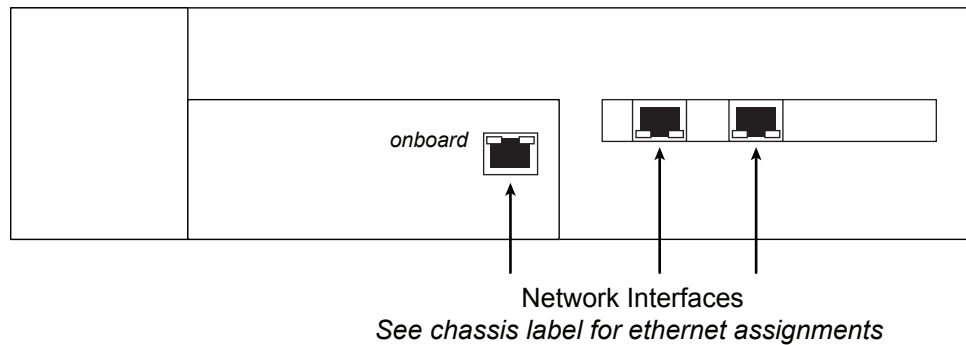 onboard
Network Interfaces
See chassis label for ethernet assignments